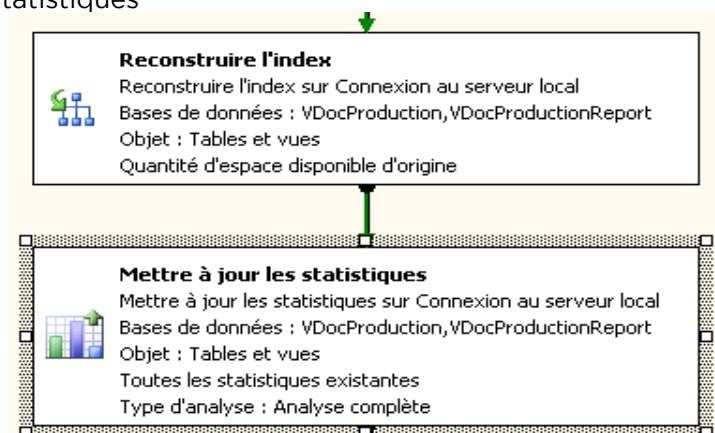 tatistiques
Reconstruire l'index
Reconstruire l'index sur Connexion au serveur local
Bases de données : VDocProduction,VDocProductionReport
Objet : Tables et vues
Quantité d'espace disponible d'origine
Mettre à jour les statistiques
Mettre à jour les statistiques sur Connexion au serveur local
Bases de données : VDocProduction,VDocProductionReport
Objet : Tables et vues
Toutes les statistiques existantes
Type d'analyse : Analyse complète